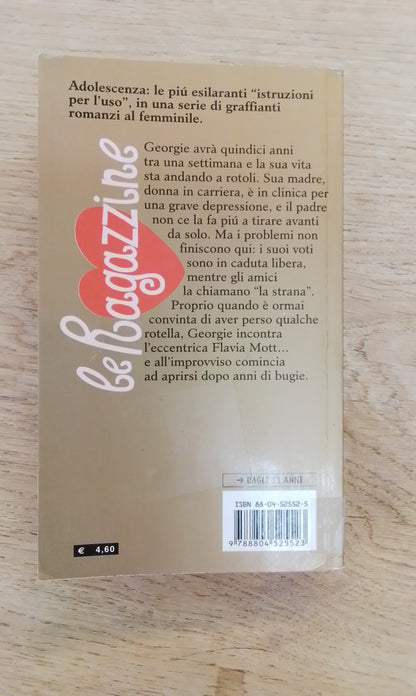 Adolescenza: le piú esilaranti “istruzioni
per l'uso”, in una serie di graffianti
romanzi al femminile.
le Ragazzine
Georgie avrà quindici anni
tra una settimana e la sua vita
sta andando a rotoli. Sua madre,
donna in carriera, è in clinica per
una grave depressione, e il padre
non ce la fa piú a tirare avanti
da solo. Ma i problemi non
finiscono qui: i suoi voti
sono in caduta libera,
mentre gli amici
la chiamano “la strana”.
Proprio quando è ormai
convinta di aver perso qualche
rotella, Georgie incontra
l'eccentrica Flavia Mott...
e all'improvviso comincia
ad aprirsi dopo anni di bugie.
→ DAGLI 11 ANNI
ISBN 88-04-52552-5
9 788804 525523
€ 4,60